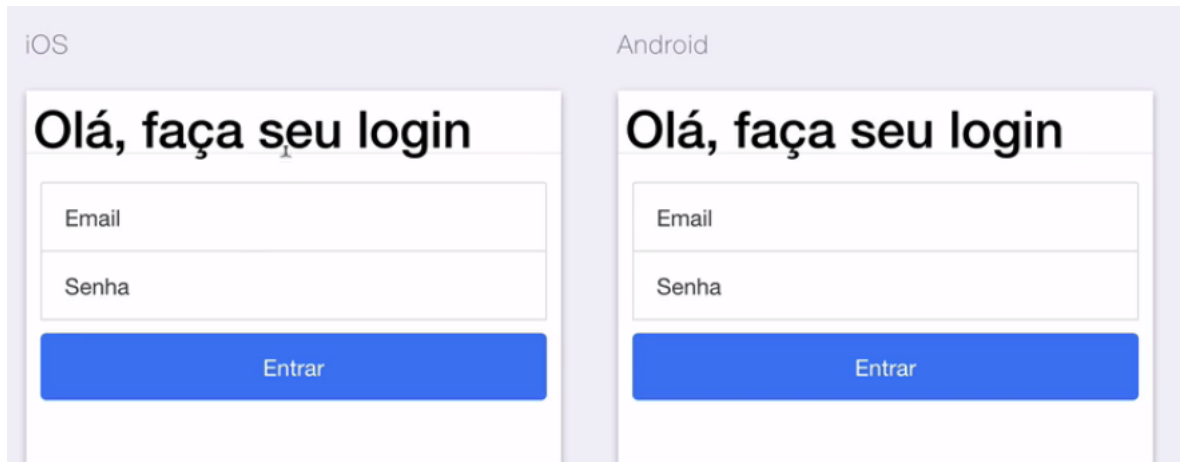 iOS
Olá, faça seu login
Email
Senha
Entrar
Android
Olá, faça seu login
Email
Senha
Entrar